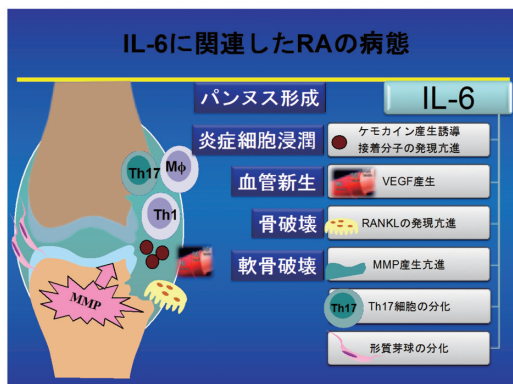 IL-6に関連したRAの病態
パンヌス形成
IL-6
炎症細胞浸潤
ケモカイン産生誘導
接着分子の発現亢進
血管新生
VEGF産生
骨破壊
RANKLの発現亢進
軟骨破壊
MMP産生亢進
Th17
Th17細胞の分化
形質芽球の分化
Th17
Mφ
Th1
MMP